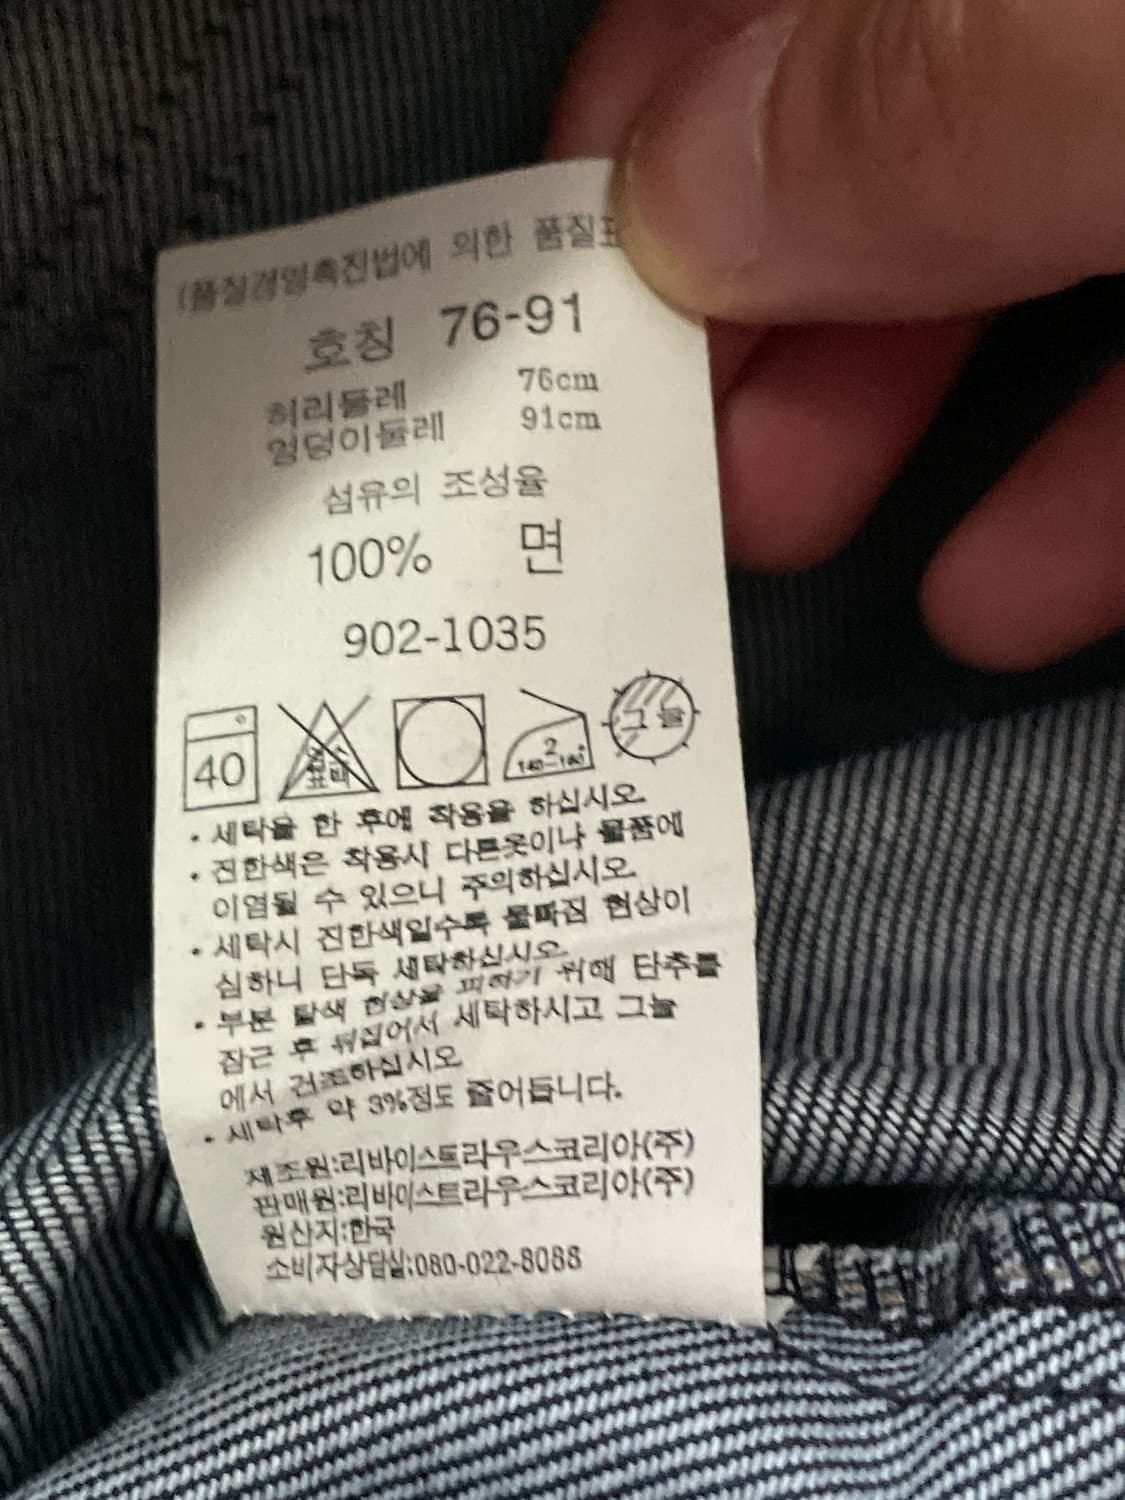 (품질경영촉진법에 의한 품질표
호칭 76-91
허리둘레 76cm
엉덩이둘레 91cm
섬유의 조성율
100% 면
902-1035
40
염소
표백
2
140-160°
그늘
• 세탁을 한 후에 착용을 하십시오.
• 진한색은 착용시 다른옷이나 물품에
이염될 수 있으니 주의하십시오.
• 세탁시 진한색일수록 물빠짐 현상이
심하니 단독 세탁하십시오.
• 부분 탈색 현상을 피하기 위해 단추를
잠근 후 뒤집어서 세탁하시고 그늘
에서 건조하십시오
• 세탁후 약 3%정도 줄어듭니다.
제조원:리바이스트라우스코리아(주)
판매원:리바이스트라우스코리아(주)
원산지:한국
소비자상담실:080-022-8088